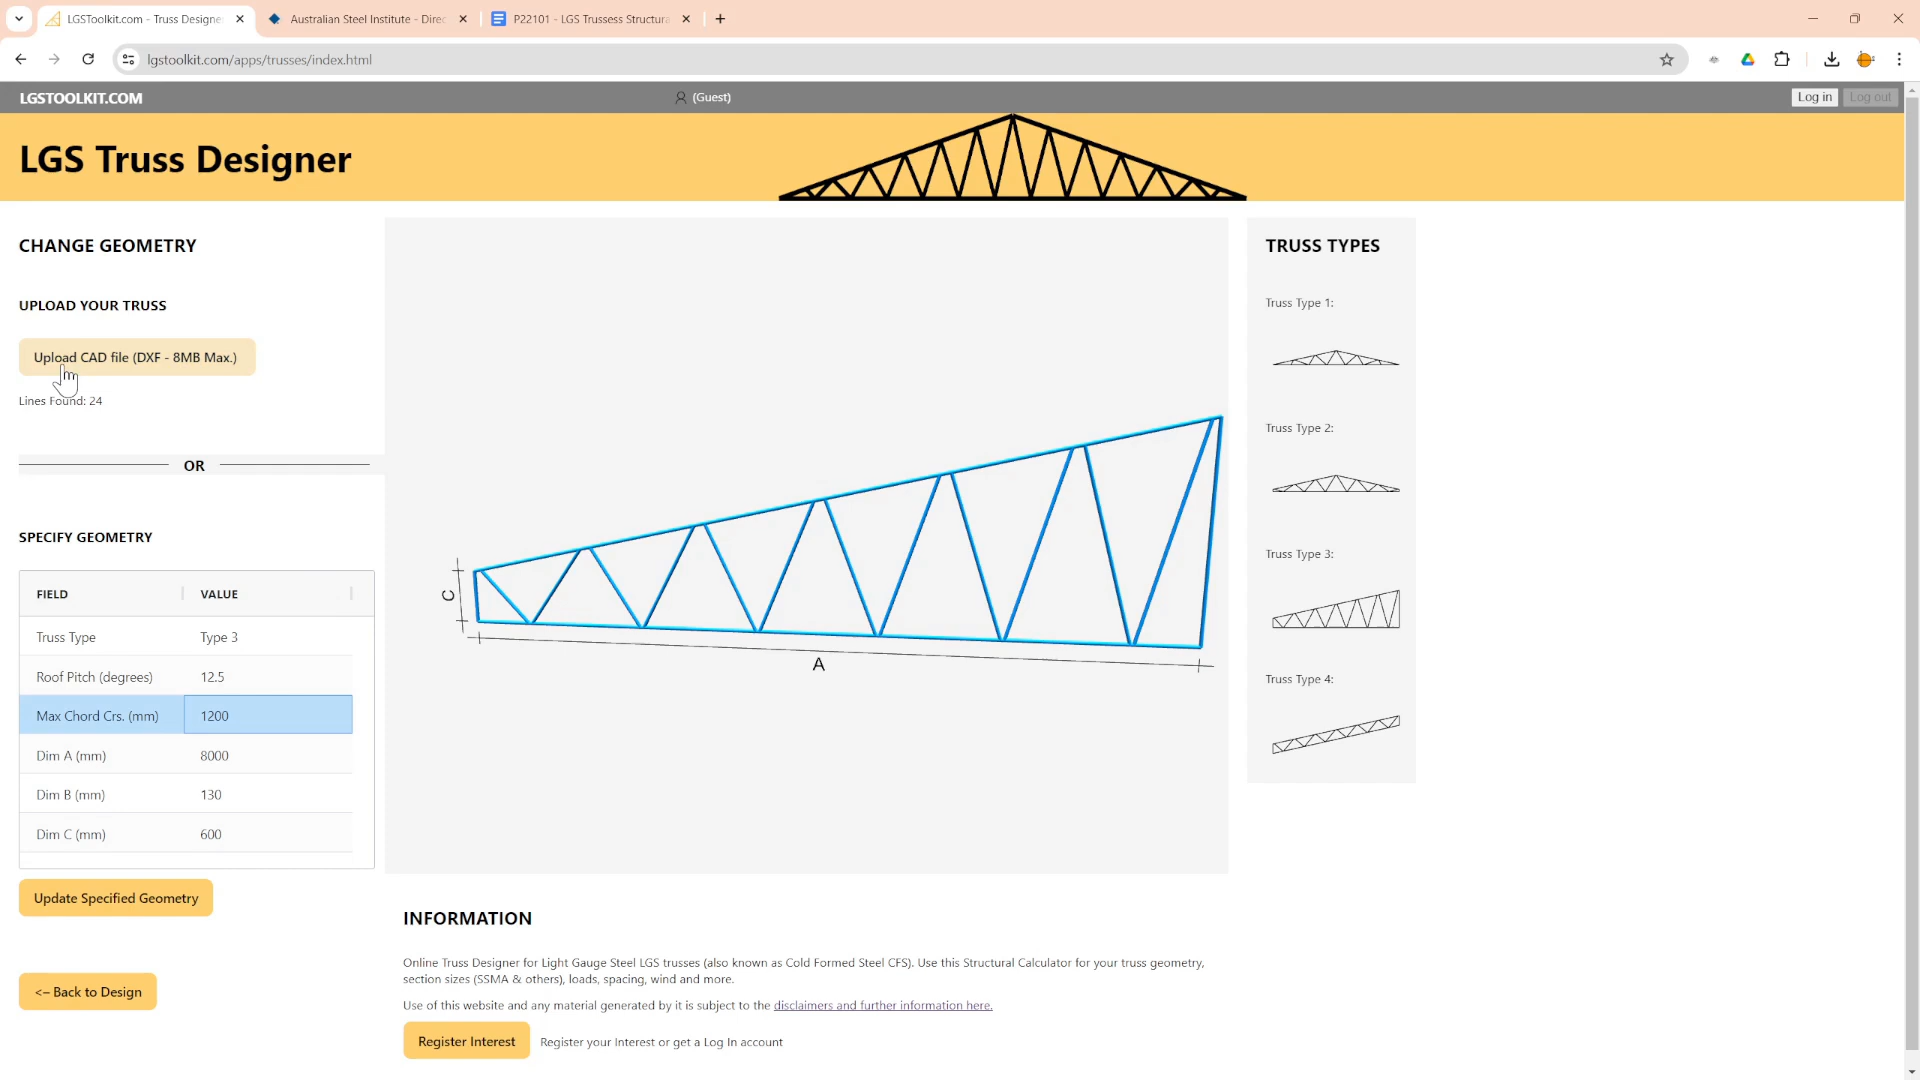 LGSToolkit.com - Truss Designe
Australian Steel Institute - Direc
P22101 - LGS Trussess Structura
lgstoolkit.com/apps/trusses/index.html
LGSTOOLKIT.COM
(Guest)
Log in
Log out
LGS Truss Designer
CHANGE GEOMETRY
UPLOAD YOUR TRUSS
Upload CAD file (DXF - 8MB Max.)
Lines Found: 24
OR
SPECIFY GEOMETRY
FIELD VALUE
Truss Type Type 3
Roof Pitch (degrees) 12.5
Max Chord Crs. (mm) 1200
Dim A (mm) 8000
Dim B (mm) 130
Dim C (mm) 600
Update Specified Geometry
<-- Back to Design
C
A
TRUSS TYPES
Truss Type 1:
Truss Type 2:
Truss Type 3:
Truss Type 4:
INFORMATION
Online Truss Designer for Light Gauge Steel LGS trusses (also known as Cold Formed Steel CFS). Use this Structural Calculator for your truss geometry,
section sizes (SSMA & others), loads, spacing, wind and more.
Use of this website and any material generated by it is subject to the disclaimers and further information here.
Register Interest
Register your Interest or get a Log In account